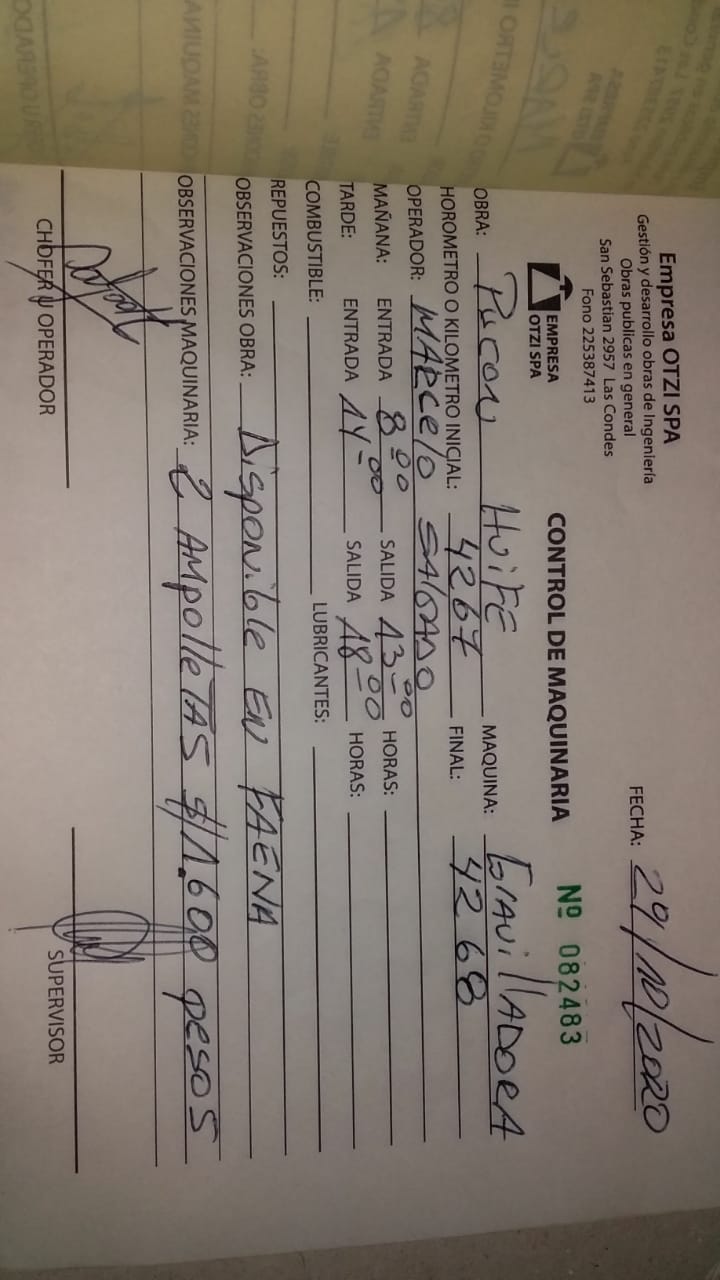 Empresa OTZI SPA
Gestión y desarrollo obras de Ingeniería
Obras publicas en general
San Sebastian 2957 Las Condes
Fono 225387413
FECHA: 29/10/2020
EMPRESA
OTZI SPA
CONTROL DE MAQUINARIA Nº 082483
OBRA: Pucon Huife MAQUINA: GravillADORA
HOROMETRO O KILOMETRO INICIAL: 4267 FINAL: 4268
OPERADOR: MARCelo SAlgADO
MAÑANA: ENTRADA 8 00 SALIDA 13-00 HORAS:
TARDE: ENTRADA 14-00 SALIDA 18-00 HORAS:
COMBUSTIBLE: LUBRICANTES:
REPUESTOS:
OBSERVACIONES OBRA: Disponible EN FAENA
OBSERVACIONES MAQUINARIA: 2 AMpolleTAS $/1.600 pesos
CHOFER U OPERADOR
SUPERVISOR